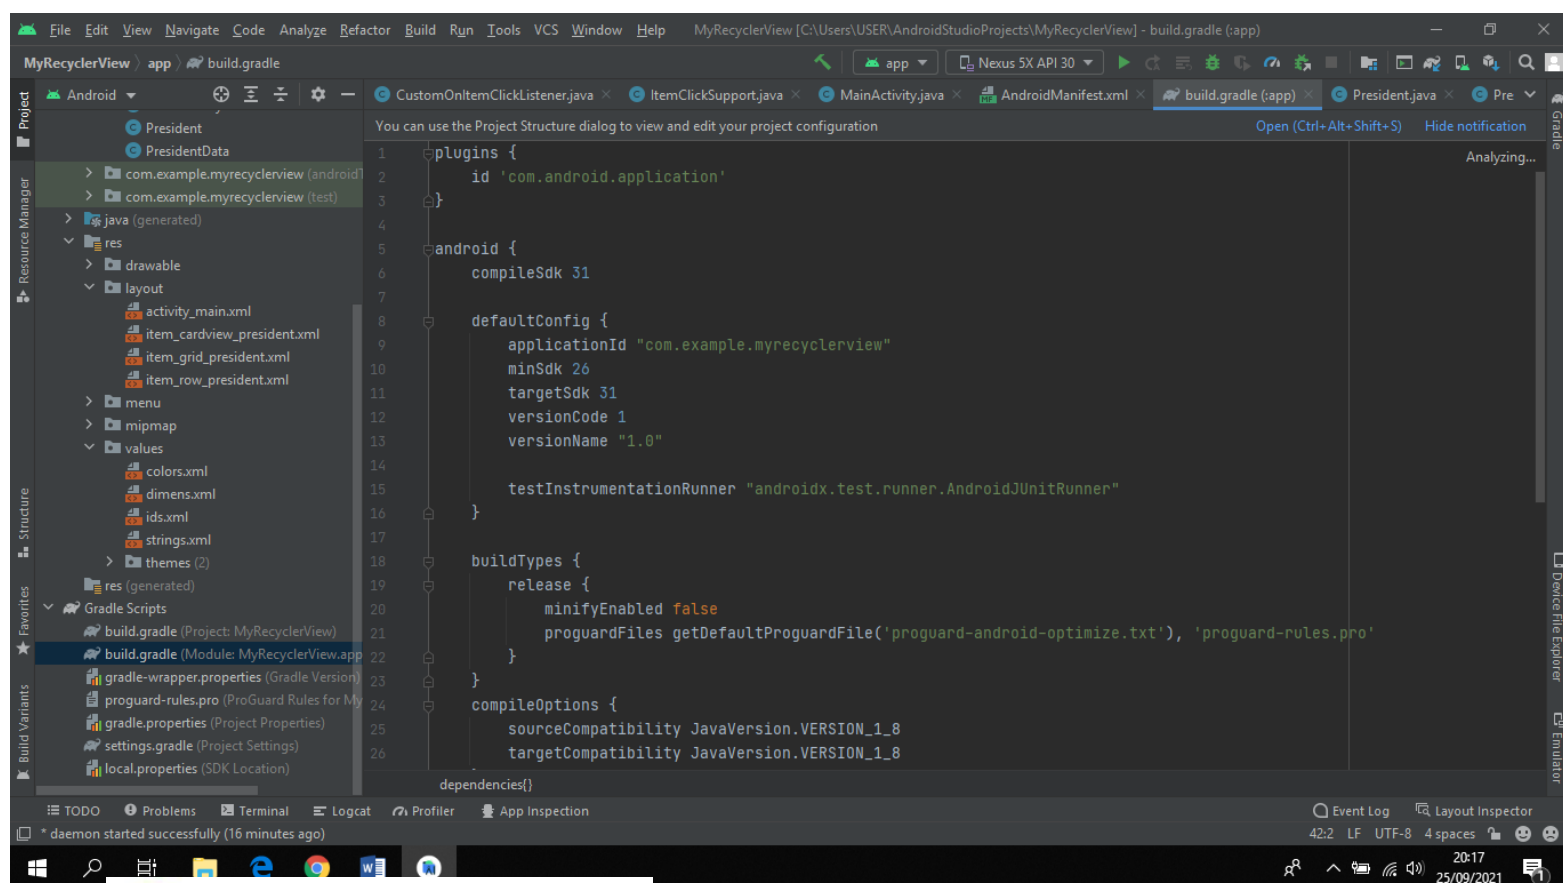 File Edit View Navigate Code Analyze Refactor Build Run Tools VCS Window Help MyRecyclerView [C:\Users\USER\AndroidStudioProjects\MyRecyclerView] - build.gradle (:app)
MyRecyclerView app build.gradle
app Nexus 5X API 30
Android
CustomOnItemClickListener.java ItemClickSupport.java MainActivity.java AndroidManifest.xml build.gradle (:app) President.java Pre
You can use the Project Structure dialog to view and edit your project configuration Open (Ctrl+Alt+Shift+S) Hide notification
Analyzing...
Project
Resource Manager
Structure
Favorites
Build Variants
President
PresidentData
com.example.myrecyclerview (androidT
com.example.myrecyclerview (test)
java (generated)
res
drawable
layout
activity_main.xml
item_cardview_president.xml
item_grid_president.xml
item_row_president.xml
menu
mipmap
values
colors.xml
dimens.xml
ids.xml
strings.xml
themes (2)
res (generated)
Gradle Scripts
build.gradle (Project: MyRecyclerView)
build.gradle (Module: MyRecyclerView.app
gradle-wrapper.properties (Gradle Version)
proguard-rules.pro (ProGuard Rules for My
gradle.properties (Project Properties)
settings.gradle (Project Settings)
local.properties (SDK Location)
1 plugins {
2 id 'com.android.application'
3 }
4
5 android {
6 compileSdk 31
7
8 defaultConfig {
9 applicationId "com.example.myrecyclerview"
10 minSdk 26
11 targetSdk 31
12 versionCode 1
13 versionName "1.0"
14
15 testInstrumentationRunner "androidx.test.runner.AndroidJUnitRunner"
16 }
17
18 buildTypes {
19 release {
20 minifyEnabled false
21 proguardFiles getDefaultProguardFile('proguard-android-optimize.txt'), 'proguard-rules.pro'
22 }
23 }
24 compileOptions {
25 sourceCompatibility JavaVersion.VERSION_1_8
26 targetCompatibility JavaVersion.VERSION_1_8
dependencies{}
Gradle
Device File Explorer
Emulator
TODO Problems Terminal Logcat Profiler App Inspection Event Log Layout Inspector
* daemon started successfully (16 minutes ago) 42:2 LF UTF-8 4 spaces
20:17
25/09/2021